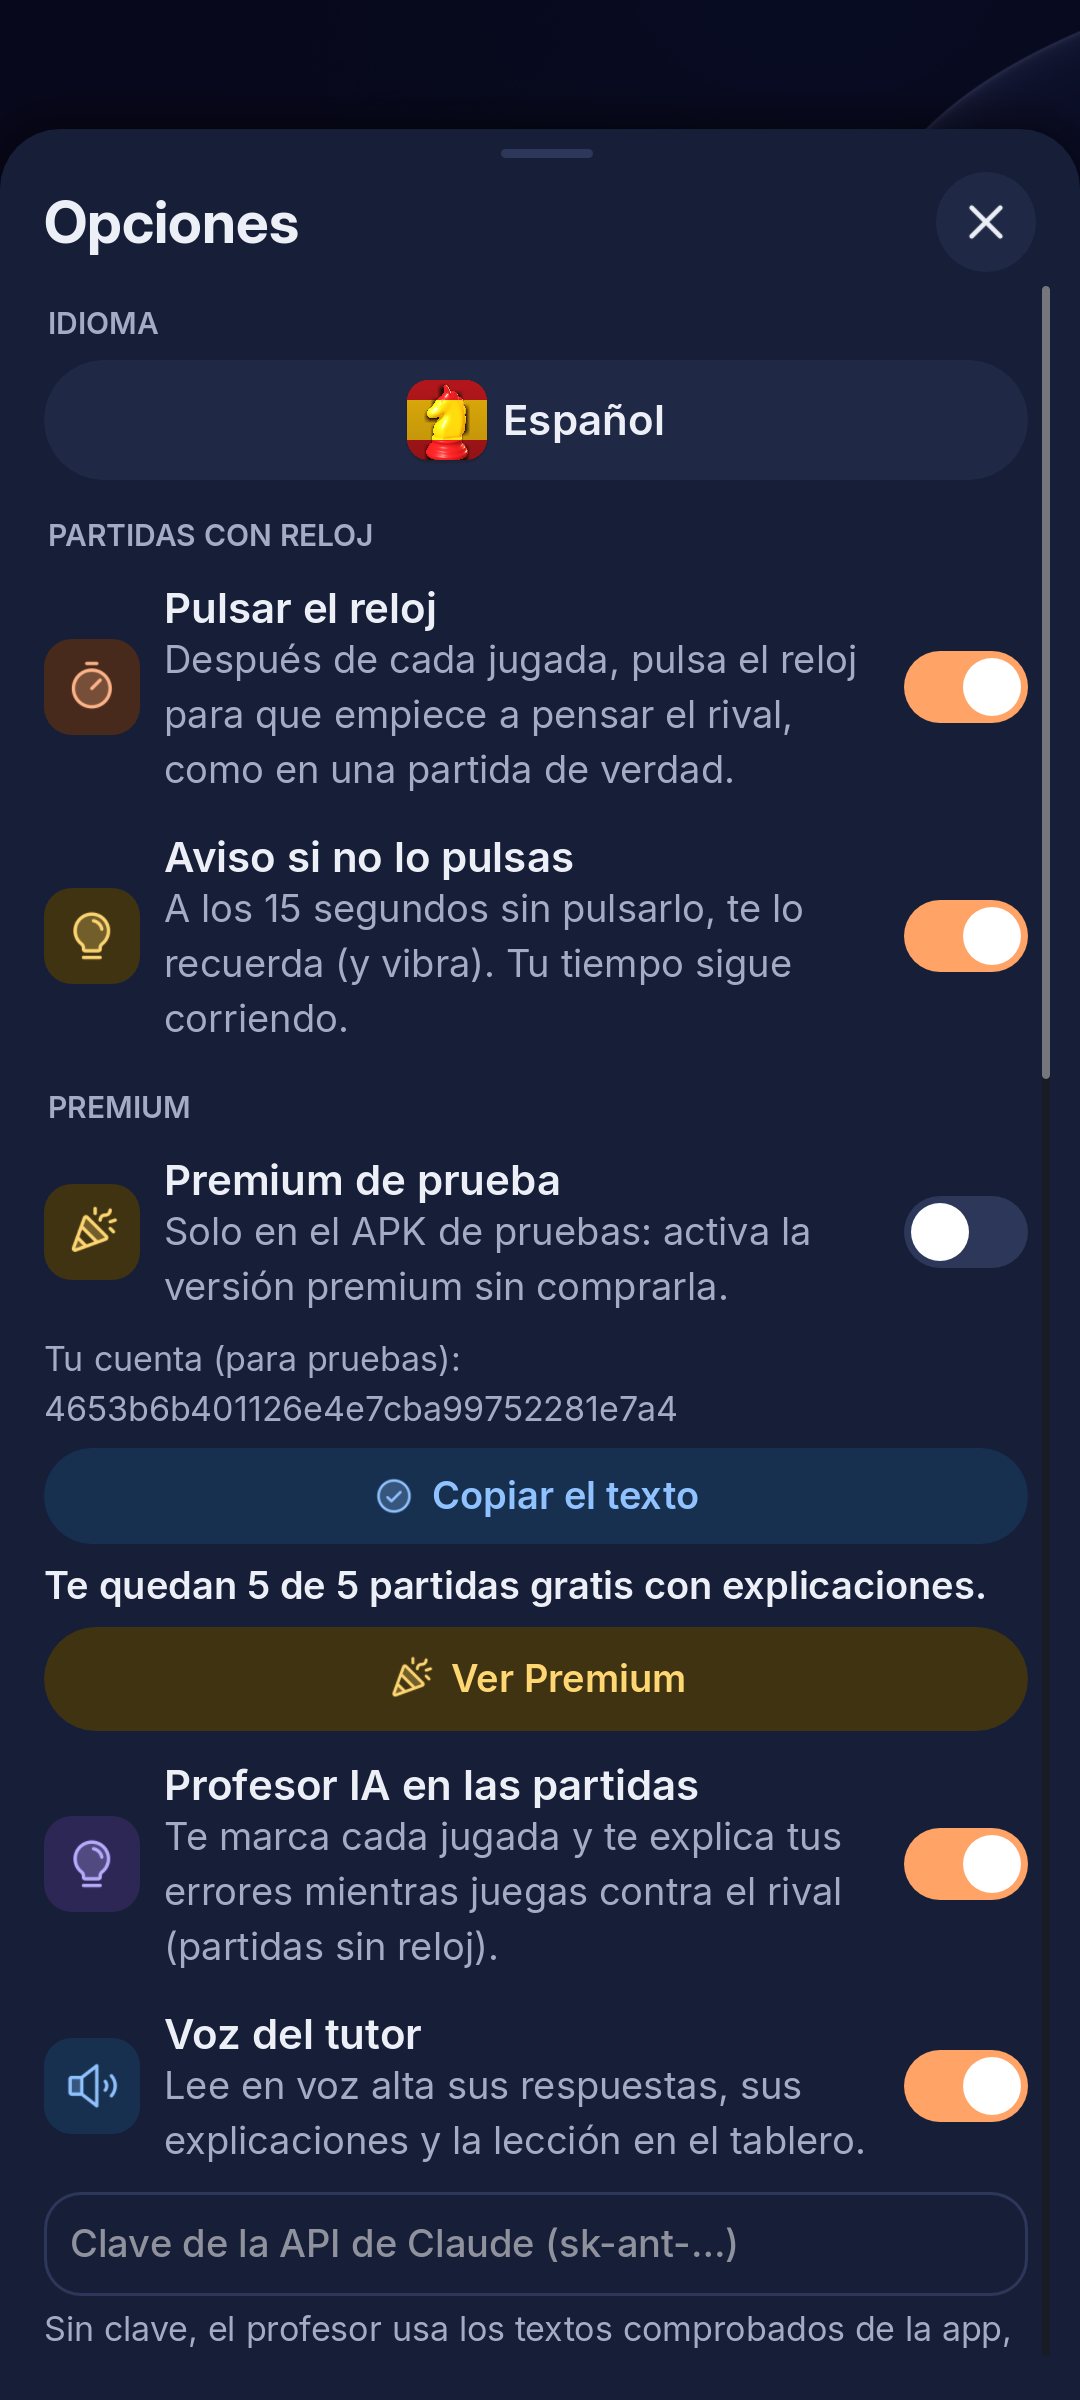 Opciones
IDIOMA
Español
PARTIDAS CON RELOJ
Pulsar el reloj
Después de cada jugada, pulsa el reloj
para que empiece a pensar el rival,
como en una partida de verdad.
Aviso si no lo pulsas
A los 15 segundos sin pulsarlo, te lo
recuerda (y vibra). Tu tiempo sigue
corriendo.
PREMIUM
Premium de prueba
Solo en el APK de pruebas: activa la
versión premium sin comprarla.
Tu cuenta (para pruebas):
4653b6b401126e4e7cba99752281e7a4
Copiar el texto
Te quedan 5 de 5 partidas gratis con explicaciones.
Ver Premium
Profesor IA en las partidas
Te marca cada jugada y te explica tus
errores mientras juegas contra el rival
(partidas sin reloj).
Voz del tutor
Lee en voz alta sus respuestas, sus
explicaciones y la lección en el tablero.
Clave de la API de Claude (sk-ant-...)
Sin clave, el profesor usa los textos comprobados de la app,